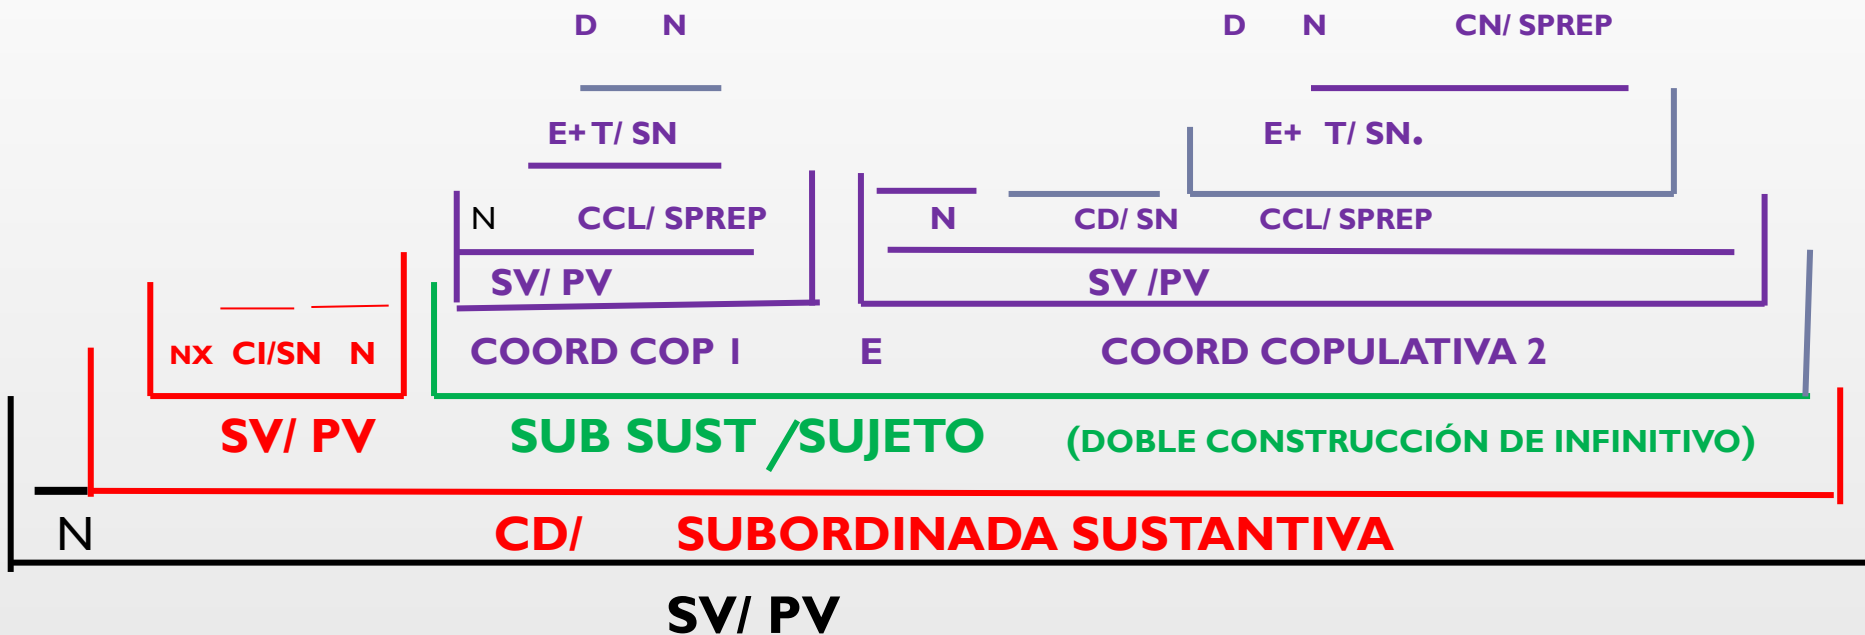 D N D N CN/ SPREP
E+ T/ SN E+ T/ SN.
N CCL/ SPREP N CD/ SN CCL/ SPREP
SV/ PV SV /PV
NX CI/SN N COORD COP 1 E COORD COPULATIVA 2
SV/ PV SUB SUST /SUJETO (DOBLE CONSTRUCCIÓN DE INFINITIVO)
N CD/ SUBORDINADA SUSTANTIVA
SV/ PV